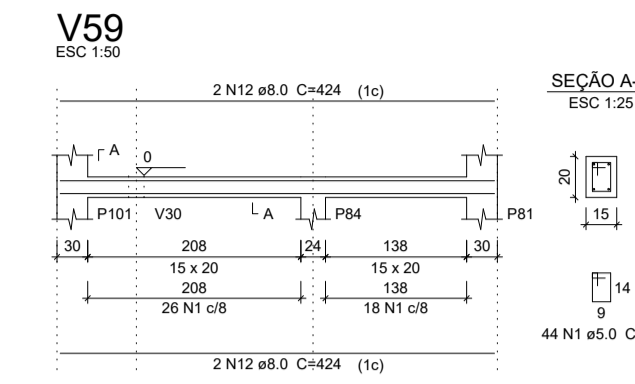 V59
ESC 1:50
2 N12 ø8.0 C=424 (1c)
SEÇÃO A-
ESC 1:25
A
0
20
P101
V30
A
P84
P81
15
30
208
24
138
30
15 x 20
15 x 20
208
138
14
26 N1 c/8
18 N1 c/8
9
44 N1 ø5.0 C
2 N12 ø8.0 C=424 (1c)